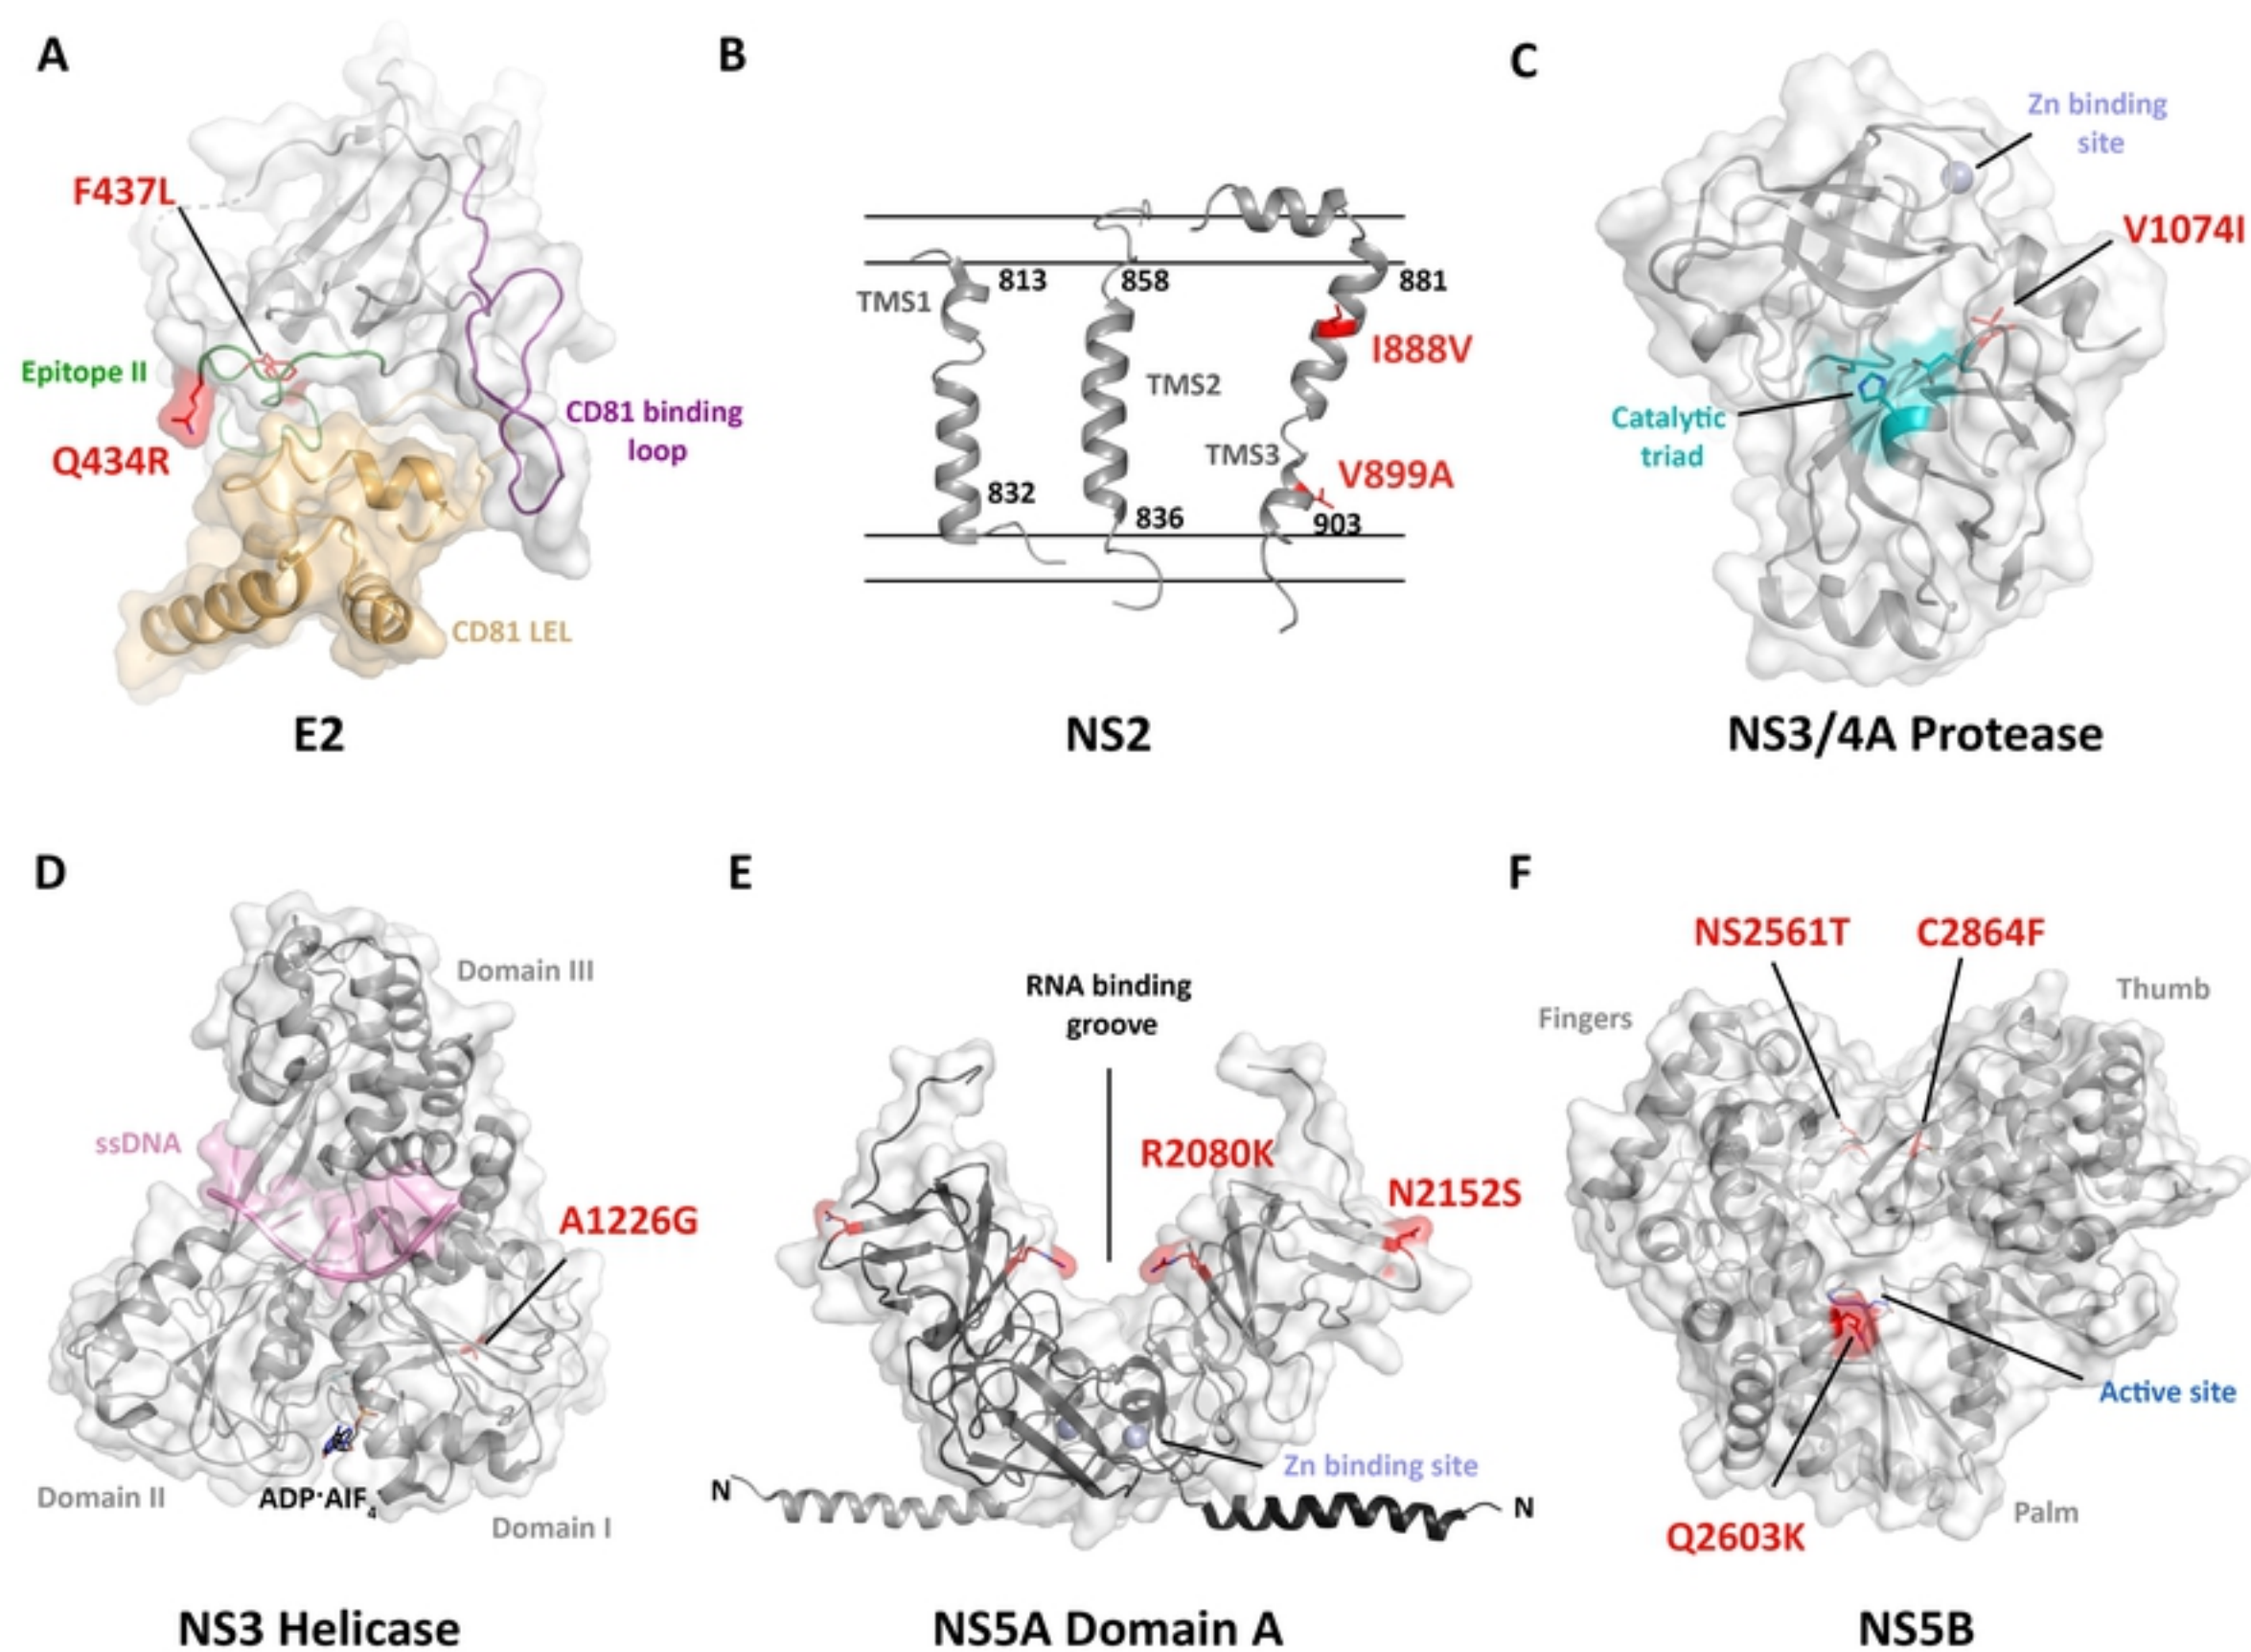 A
F437L
Epitope II
Q434R
CD81 binding
loop
CD81 LEL
E2
B
TMS1
813
858
881
I888V
TMS2
TMS3
V899A
832
836
903
NS2
C
Zn binding
site
V1074I
Catalytic
triad
NS3/4A Protease
D
Domain III
ssDNA
A1226G
Domain II
ADP·AlF4
Domain I
NS3 Helicase
E
RNA binding
groove
R2080K
N2152S
Zn binding site
N
N
NS5A Domain A
F
NS2561T
C2864F
Fingers
Thumb
Active site
Palm
Q2603K
NS5B